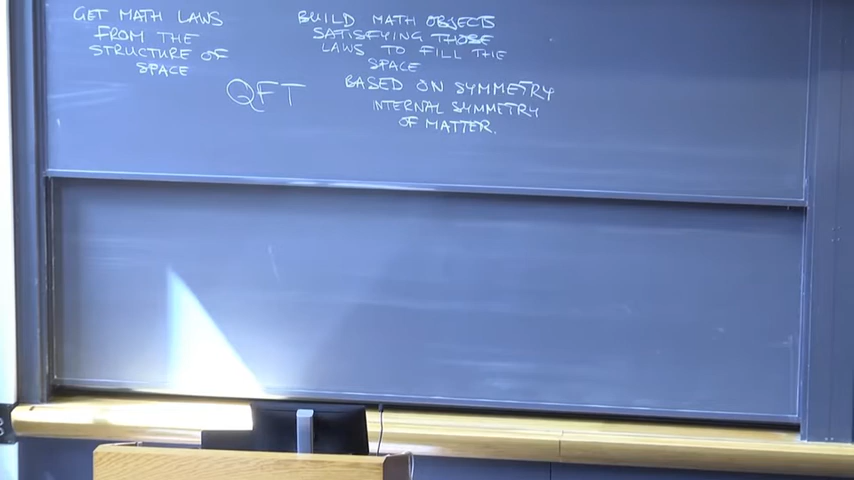 GET MATH LAWS
FROM THE
STRUCTURE OF
SPACE
BUILD MATH OBJECTS
SATISFYING THOSE
LAWS TO FILL THE
SPACE
QFT
BASED ON SYMMETRY
INTERNAL SYMMETRY
OF MATTER.